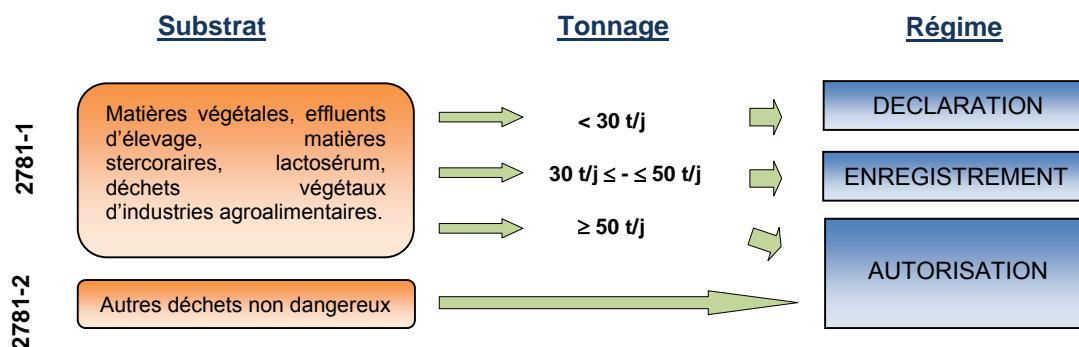 Substrat
Tonnage
Régime
2781-1
Matières végétales, effluents
d'élevage, matières
stercoraires, lactosérum,
déchets végétaux
d'industries agroalimentaires.
< 30 t/j
DECLARATION
30 t/j ≤ - ≤ 50 t/j
ENREGISTREMENT
≥ 50 t/j
AUTORISATION
2781-2
Autres déchets non dangereux